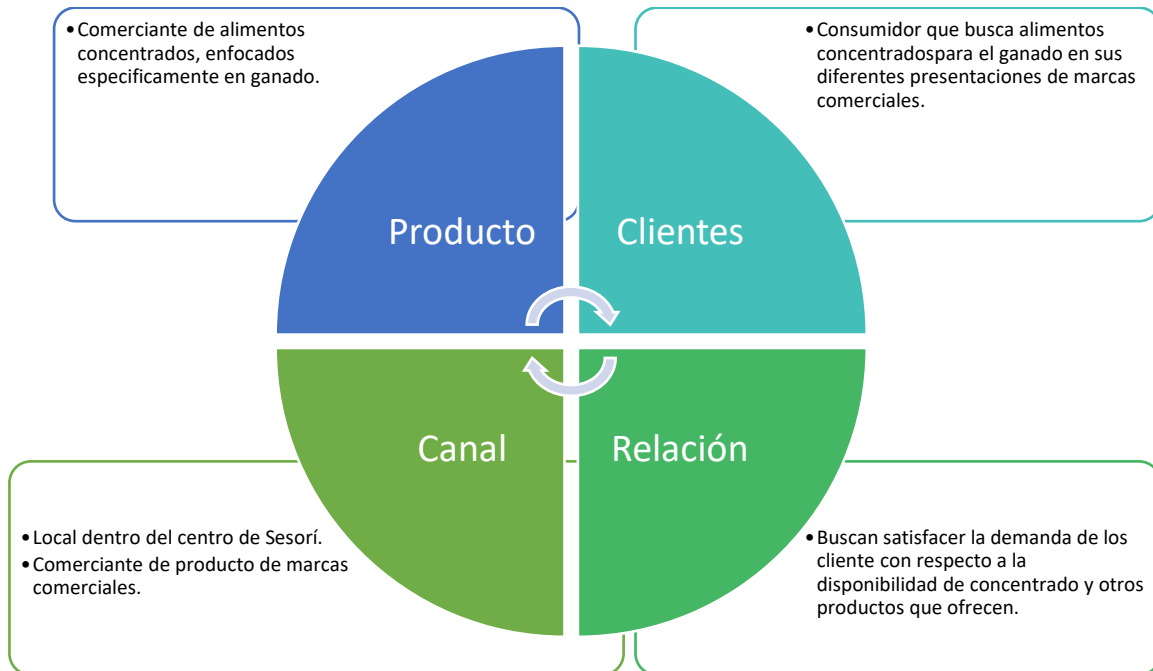 •Comerciante de alimentos
concentrados, enfocados
especificamente en ganado.
•Consumidor que busca alimentos
concentradospara el ganado en sus
diferentes presentaciones de marcas
comerciales.
Producto
Clientes
Canal
Relación
•Local dentro del centro de Sesorí.
•Comerciante de producto de marcas
comerciales.
•Buscan satisfacer la demanda de los
cliente con respecto a la
disponibilidad de concentrado y otros
productos que ofrecen.